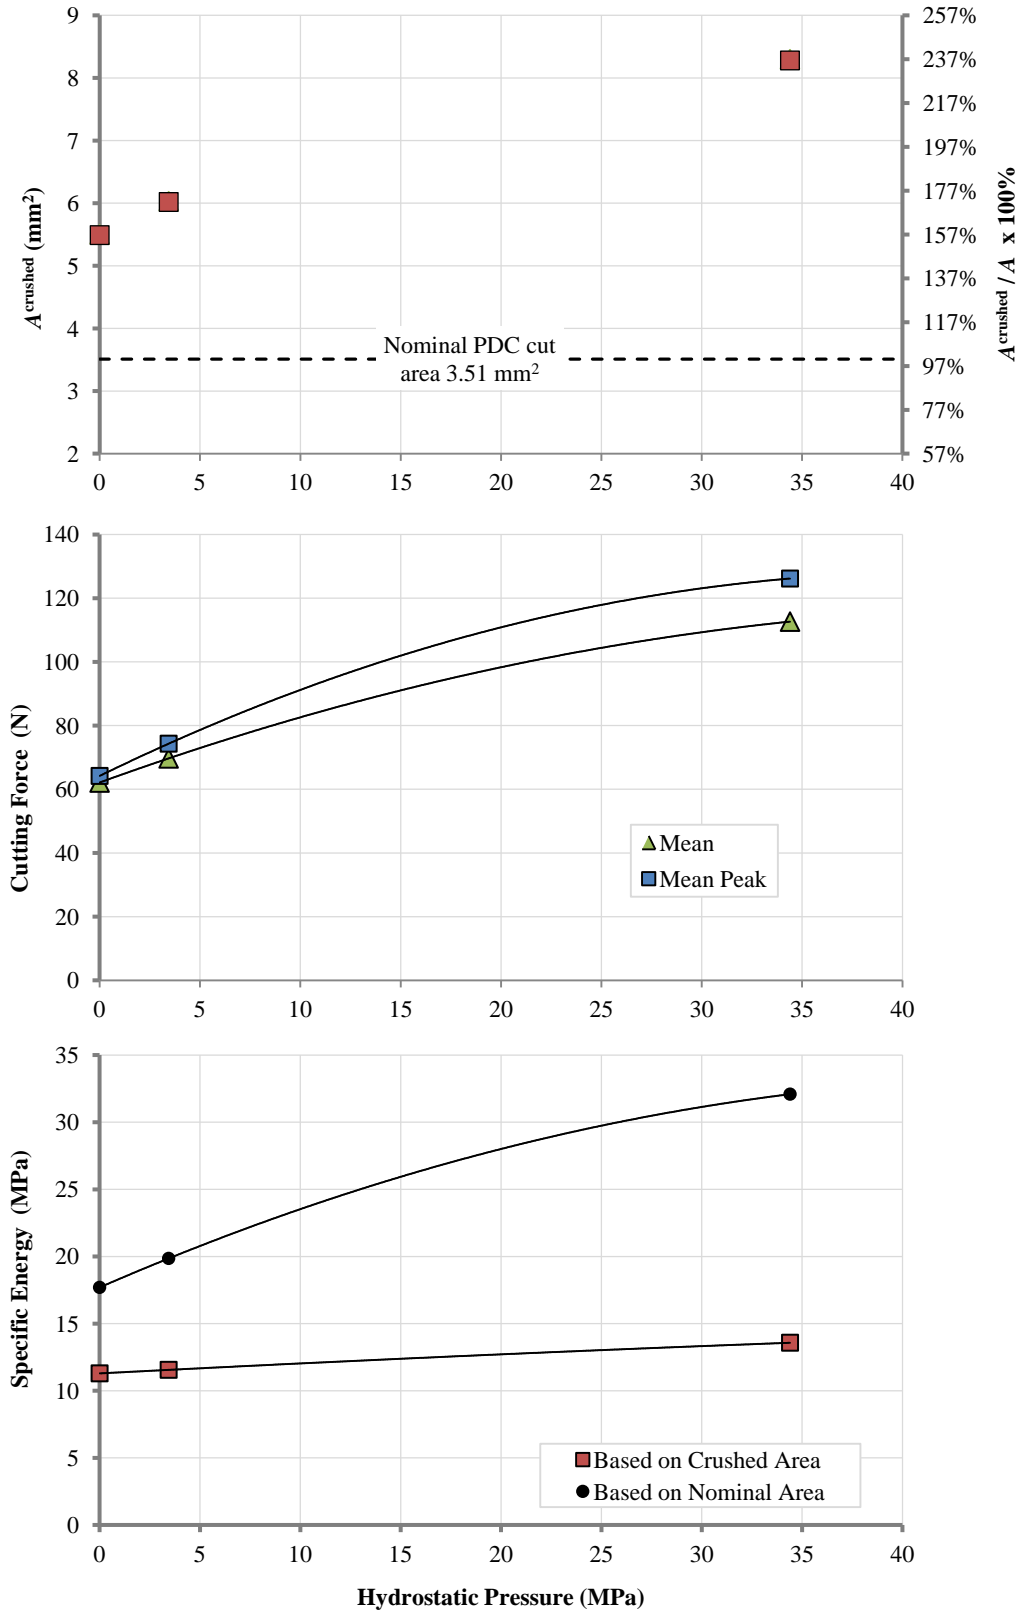 9
8
7
6
5
4
3
2
A^crushed (mm²)
257%
237%
217%
197%
177%
157%
137%
117%
97%
77%
57%
A^crushed / A x 100%
Nominal PDC cut
area 3.51 mm²
0 5 10 15 20 25 30 35 40
140
120
100
80
60
40
20
0
Cutting Force (N)
Mean
Mean Peak
0 5 10 15 20 25 30 35 40
35
30
25
20
15
10
5
0
Specific Energy (MPa)
Based on Crushed Area
Based on Nominal Area
0 5 10 15 20 25 30 35 40
Hydrostatic Pressure (MPa)